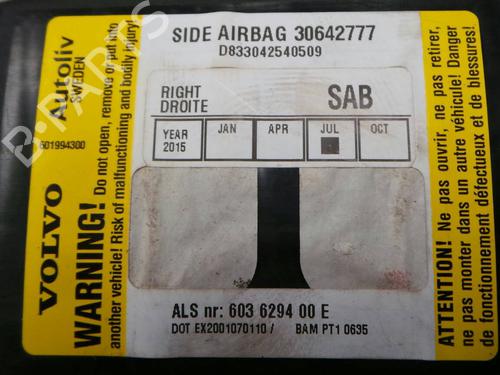 SIDE AIRBAG 30642777
D833042540509
RIGHT
DROITE
SAB
YEAR
2015
JAN
APR
JUL
OCT
ALS nr: 603 6294 00 E
DOT EX2001070110 / BAM PT1 0635
VOLVO
Autoliv
SWEDEN
601994300
WARNING! Do not open, remove or put into
another vehicle! Risk of malfunctioning and bodily injury!
ATTENTION! Ne pas ouvrir, ne pas retirer,
ne pas monter dans un autre véhicule! Danger
de fonctionnement défectueux et de blessures!
B-PARTS